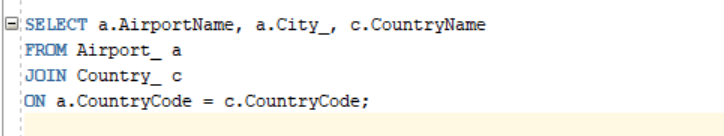 SELECT a.AirportName, a.City_, c.CountryName
FROM Airport_ a
JOIN Country_ c
ON a.CountryCode = c.CountryCode;